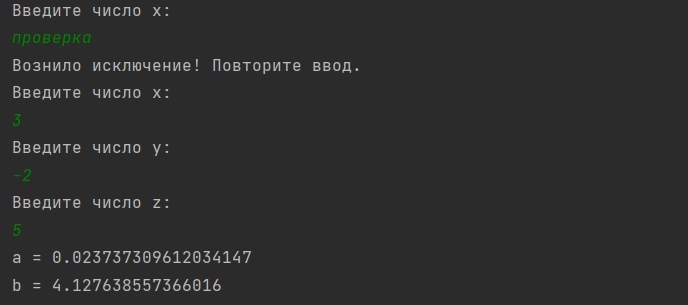 Введите число x:
проверка
Вознило исключение! Повторите ввод.
Введите число x:
3
Введите число y:
-2
Введите число z:
5
a = 0.023737309612034147
b = 4.127638557366016